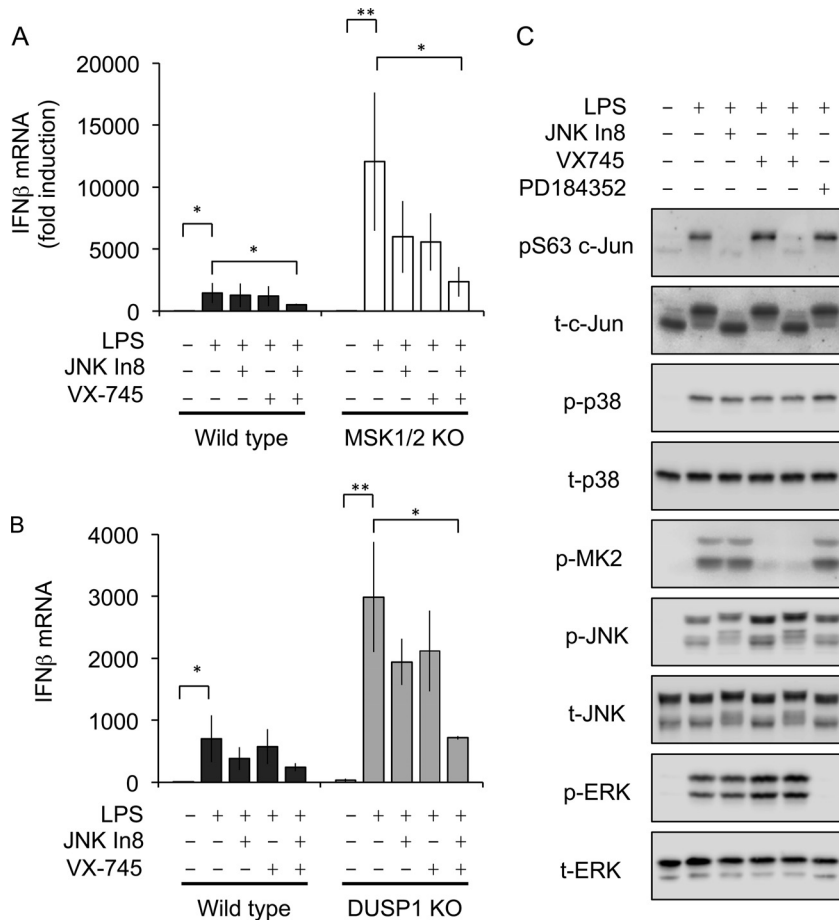 A
**
*
20000
15000
10000
5000
0
IFNβ mRNA
(fold induction)
*
*
LPS – + + + + – + + + +
JNK In8 – – + – + – – + – +
VX-745 – – – + + – – – + +
Wild type MSK1/2 KO
B
**
*
4000
3000
2000
1000
0
IFNβ mRNA
*
LPS – + + + + – + + + +
JNK In8 – – + – + – – + – +
VX-745 – – – + + – – – + +
Wild type DUSP1 KO
C
LPS – + + + + +
JNK In8 – – + – + –
VX745 – – – + + –
PD184352 – – – – – +
pS63 c-Jun
t-c-Jun
p-p38
t-p38
p-MK2
p-JNK
t-JNK
p-ERK
t-ERK